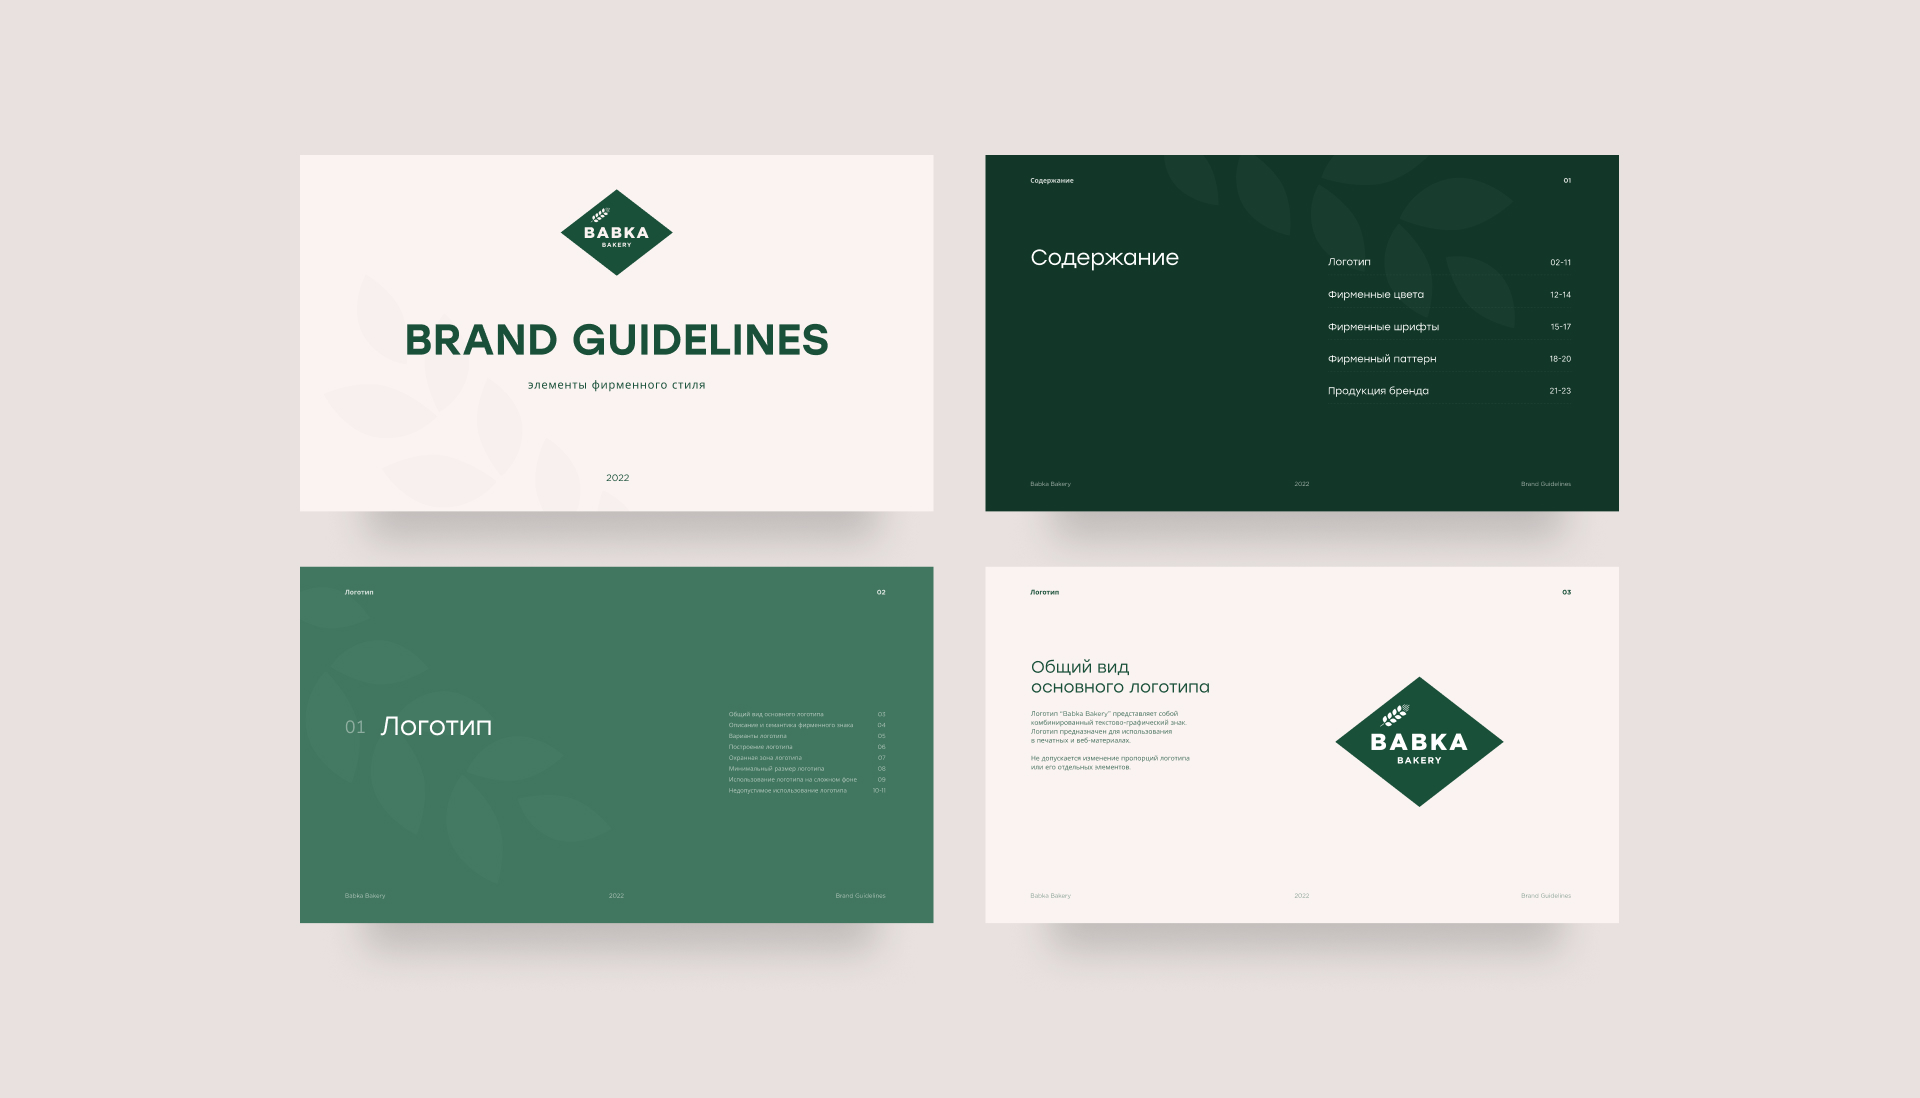 BABKA
BAKERY
BRAND GUIDELINES
элементы фирменного стиля
2022
Содержание 01
Содержание
Логотип 02-11
Фирменные цвета 12-14
Фирменные шрифты 15-17
Фирменный паттерн 18-20
Продукция бренда 21-23
Babka Bakery 2022 Brand Guidelines
Логотип 02
01 Логотип
Общий вид основного логотипа 03
Описание и семантика фирменного знака 04
Варианты логотипа 05
Построение логотипа 06
Охранная зона логотипа 07
Минимальный размер логотипа 08
Использование логотипа на сложном фоне 09
Недопустимое использование логотипа 10-11
Babka Bakery 2022 Brand Guidelines
Логотип 03
Общий вид
основного логотипа
Логотип "Babka Bakery" представляет собой
комбинированный текстово-графический знак.
Логотип предназначен для использования
в печатных и веб-материалах.
Не допускается изменение пропорций логотипа
или его отдельных элементов.
BABKA
BAKERY
Babka Bakery 2022 Brand Guidelines